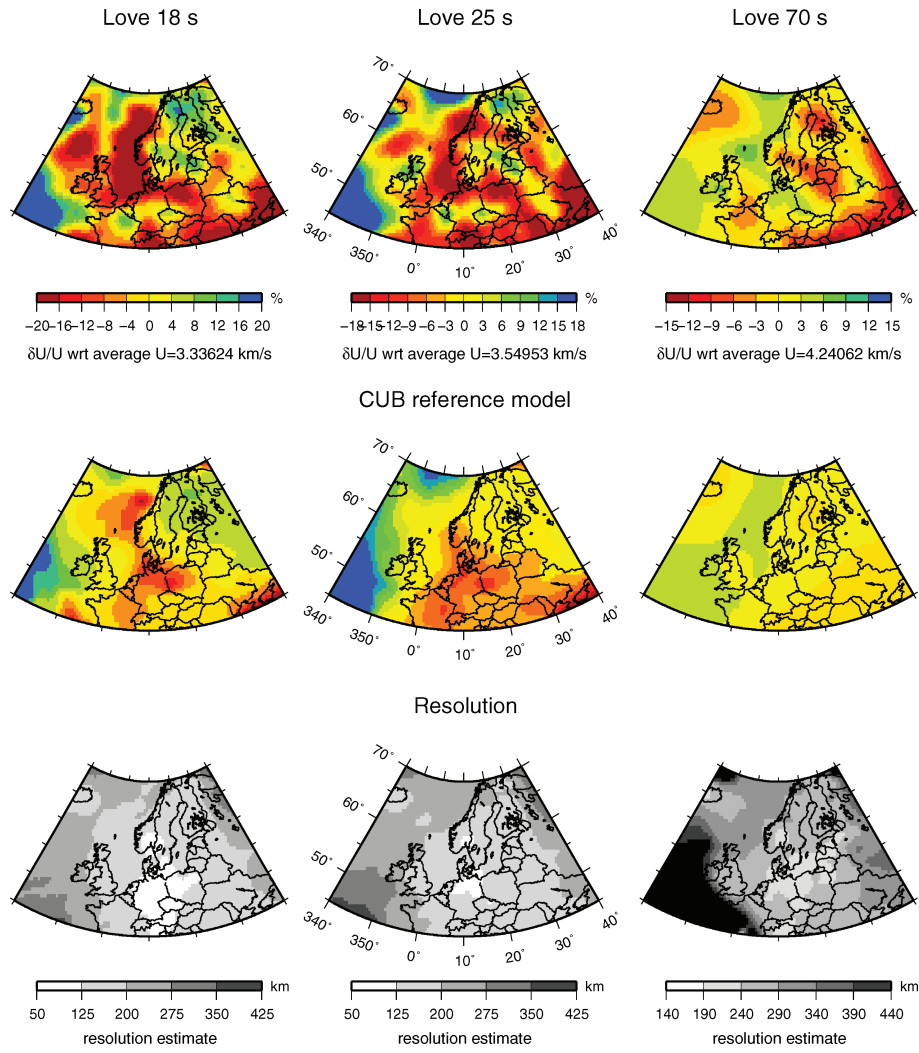 Love 18 s
Love 25 s
Love 70 s
70°
60°
50°
340°
350°
0°
10°
20°
30°
40°
%
−20−16−12 −8 −4 0 4 8 12 16 20
δU/U wrt average U=3.33624 km/s
%
−18−15−12 −9 −6 −3 0 3 6 9 12 15 18
δU/U wrt average U=3.54953 km/s
%
−15−12 −9 −6 −3 0 3 6 9 12 15
δU/U wrt average U=4.24062 km/s
CUB reference model
70°
60°
50°
340°
350°
0°
10°
20°
30°
40°
Resolution
70°
60°
50°
340°
350°
0°
10°
20°
30°
40°
km
50 125 200 275 350 425
resolution estimate
km
50 125 200 275 350 425
resolution estimate
km
140 190 240 290 340 390 440
resolution estimate